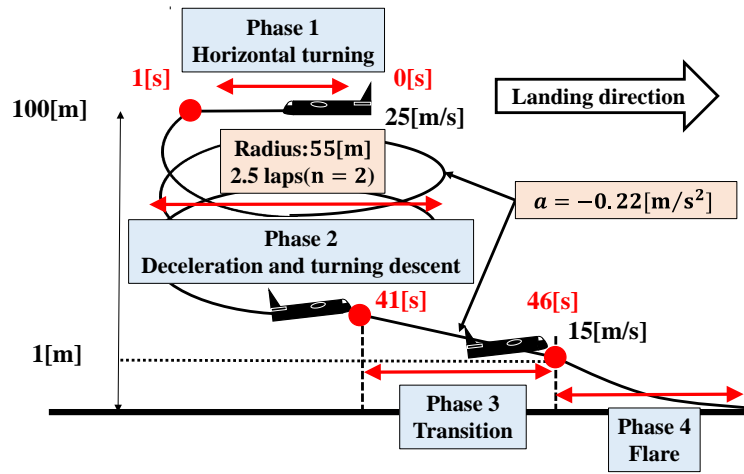 Phase 1
Horizontal turning
1[s]
0[s]
Landing direction
100[m]
25[m/s]
Radius:55[m]
2.5 laps(n = 2)
a = −0.22[m/s²]
Phase 2
Deceleration and turning descent
41[s]
46[s]
15[m/s]
1[m]
Phase 3
Transition
Phase 4
Flare